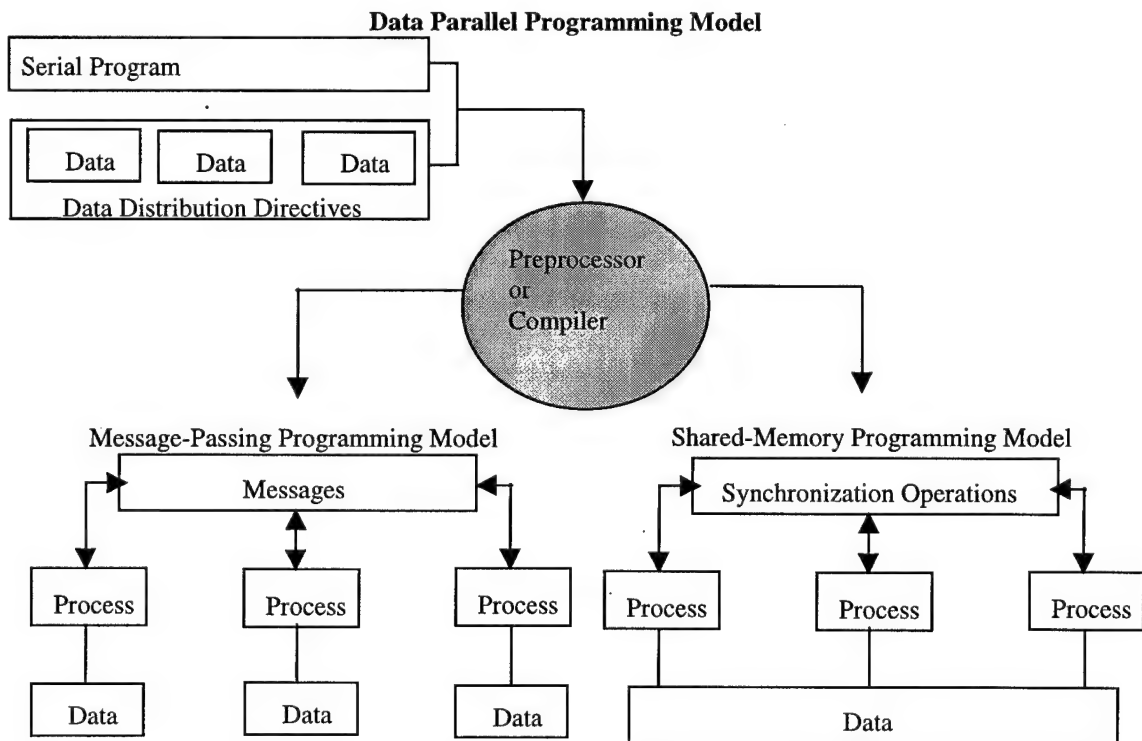 Data Parallel Programming Model
Serial Program
Data Data Data
Data Distribution Directives
Preprocessor
or
Compiler
Message-Passing Programming Model
Shared-Memory Programming Model
Messages
Synchronization Operations
Process Process Process
Process Process Process
Data Data Data
Data